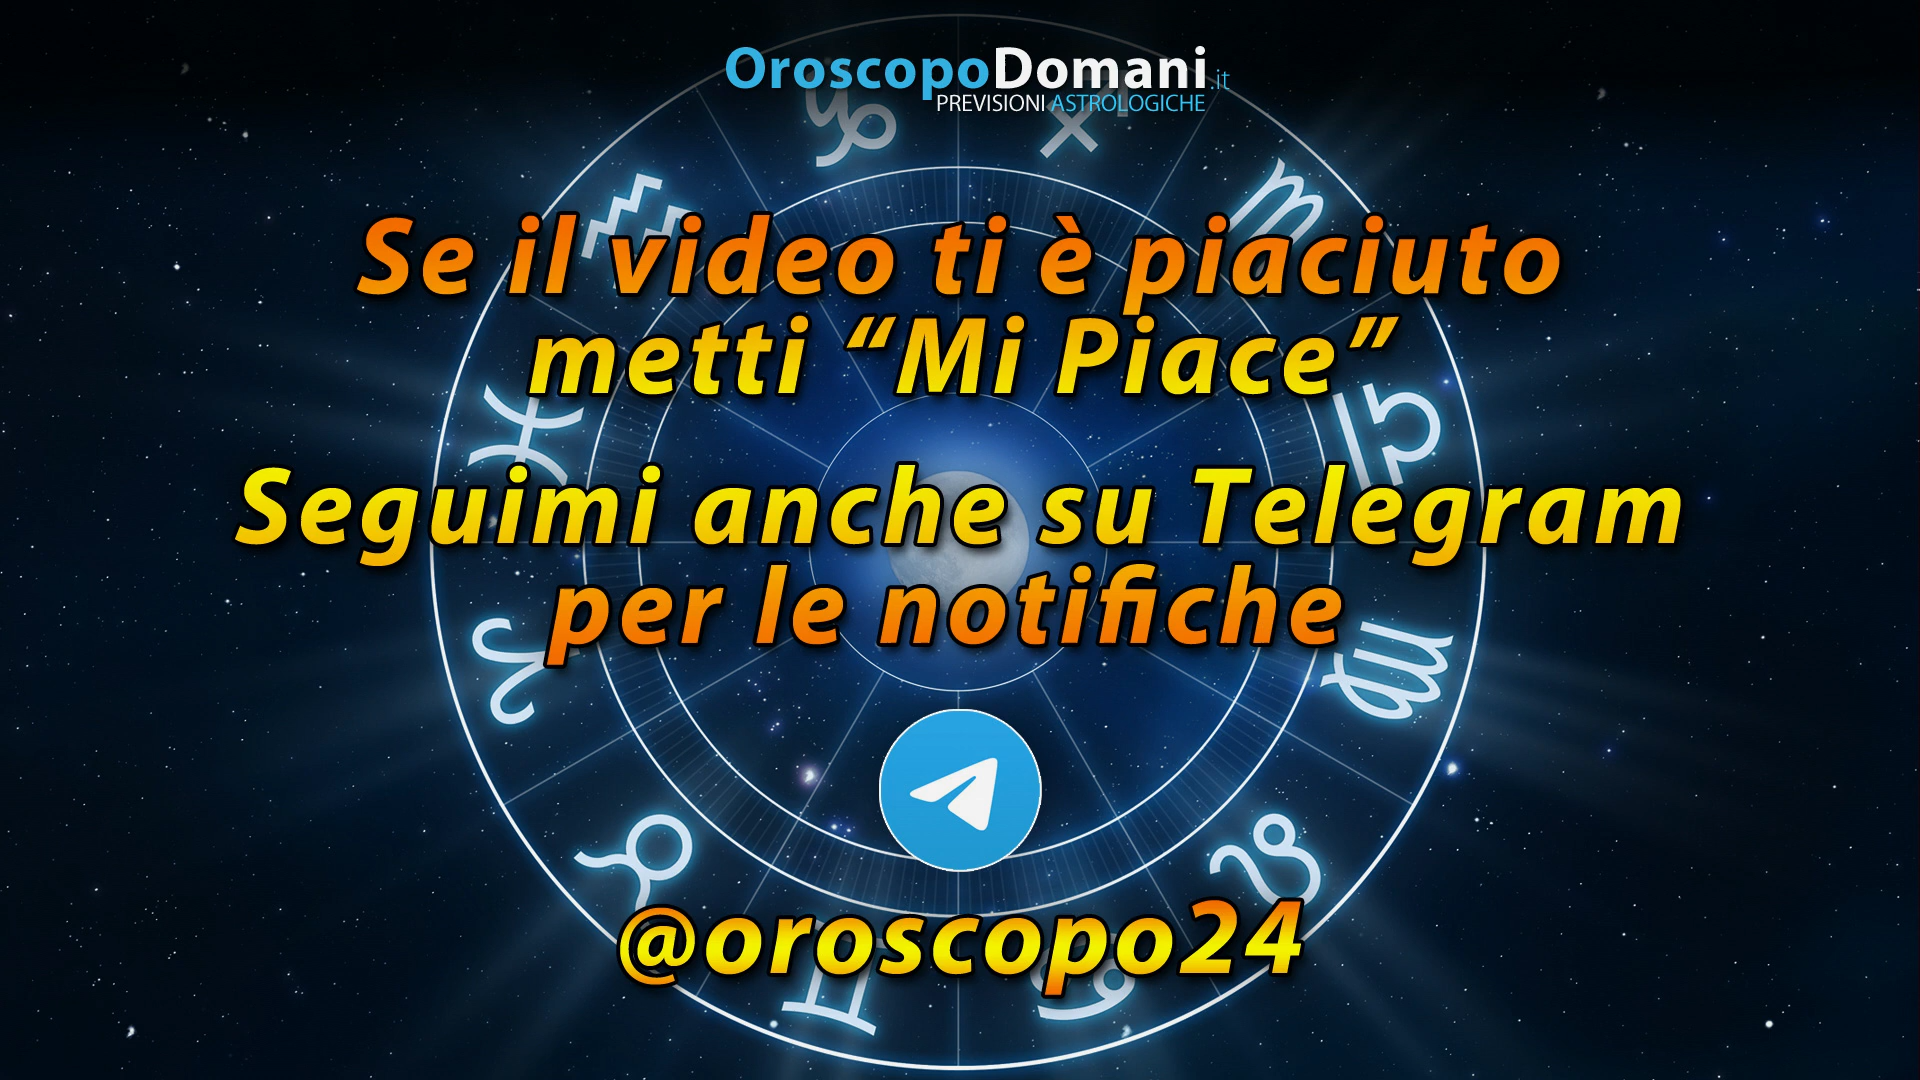 OroscopoDomani.it
PREVISIONI ASTROLOGICHE
Se il video ti è piaciuto
metti “Mi Piace”
Seguimi anche su Telegram
per le notifiche
@oroscopo24